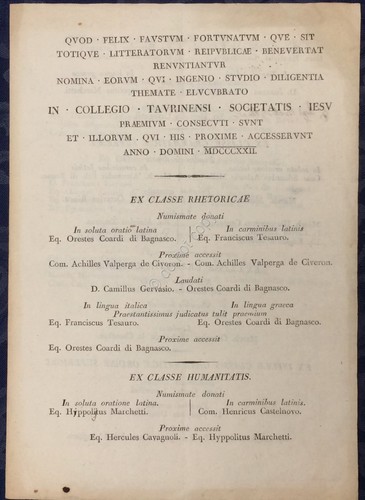 QVOD · FELIX · FAVSTVM · FORTVNATVM · QVE · SIT
TOTIQVE · LITTERATORVM · REIPVBLICÆ · BENEVERTAT
RENVNTIANTVR
NOMINA · EORVM · QVI · INGENIO · STVDIO · DILIGENTIA
THEMATE · ELVCVBRATO
IN · COLLEGIO · TAVRINENSI · SOCIETATIS · IESV
PRÆMIVM · CONSECVTI · SVNT
ET · ILLORVM · QVI · HIS · PROXIME · ACCESSERVNT
ANNO · DOMINI · MDCCCXXII.
EX CLASSE RHETORICÆ
Numismate donati
In soluta oratione latina In carminibus latinis
Eq. Orestes Coardi di Bagnasco. Eq. Franciscus Tesauro.
Proxime accessit
Com. Achilles Valperga de Civeron. - Com. Achilles Valperga de Civeron.
Laudati
D. Camillus Gervasio. - Orestes Coardi di Bagnasco.
In lingua italica In lingua græca
Præstantissimus judicatus tulit præmium
Eq. Franciscus Tesauro. Eq. Orestes Coardi di Bagnasco.
Proxime accessit
Eq. Orestes Coardi di Bagnasco.
EX CLASSE HUMANITATIS.
Numismate donati
In soluta oratione latina. In carminibus latinis.
Eq. Hyppolitus Marchetti. Com. Henricus Castelnovo.
Proxime accessit
Eq. Hercules Cavagnoli. - Eq. Hyppolitus Marchetti.